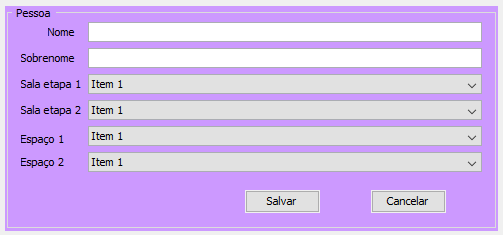 Pessoa
Nome
Sobrenome
Sala etapa 1 Item 1
Sala etapa 2 Item 1
Espaço 1 Item 1
Espaço 2 Item 1
Salvar Cancelar